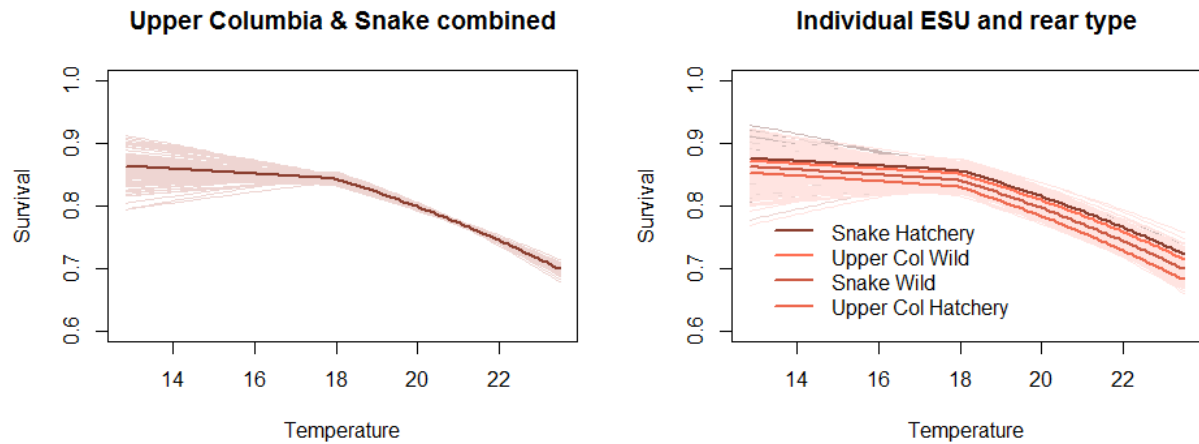 Upper Columbia & Snake combined
1.0
0.9
0.8
0.7
0.6
Survival
14 16 18 20 22
Temperature
Individual ESU and rear type
1.0
0.9
0.8
0.7
0.6
Survival
Snake Hatchery
Upper Col Wild
Snake Wild
Upper Col Hatchery
14 16 18 20 22
Temperature